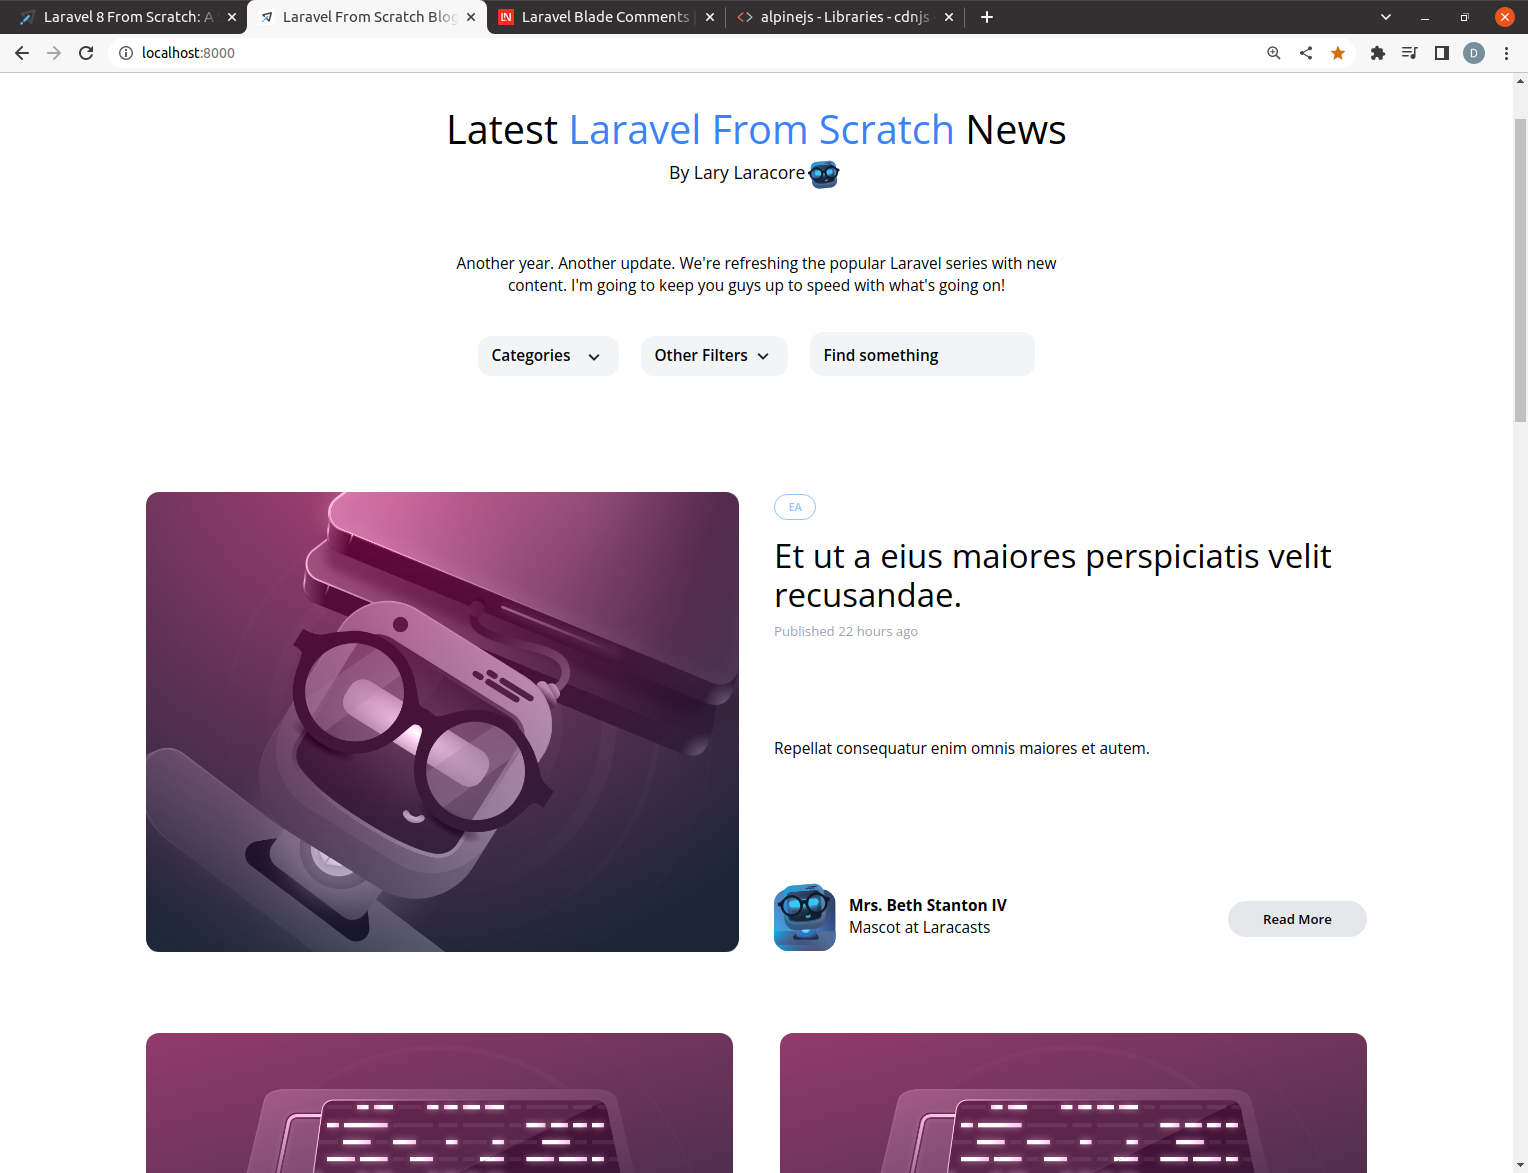 Laravel 8 From Scratch: A
Laravel From Scratch Blog
Laravel Blade Comments
alpinejs - Libraries - cdnjs
localhost:8000
D
Latest Laravel From Scratch News
By Lary Laracore
Another year. Another update. We're refreshing the popular Laravel series with new
content. I'm going to keep you guys up to speed with what's going on!
Categories
Other Filters
Find something
EA
Et ut a eius maiores perspiciatis velit
recusandae.
Published 22 hours ago
Repellat consequatur enim omnis maiores et autem.
Mrs. Beth Stanton IV
Mascot at Laracasts
Read More